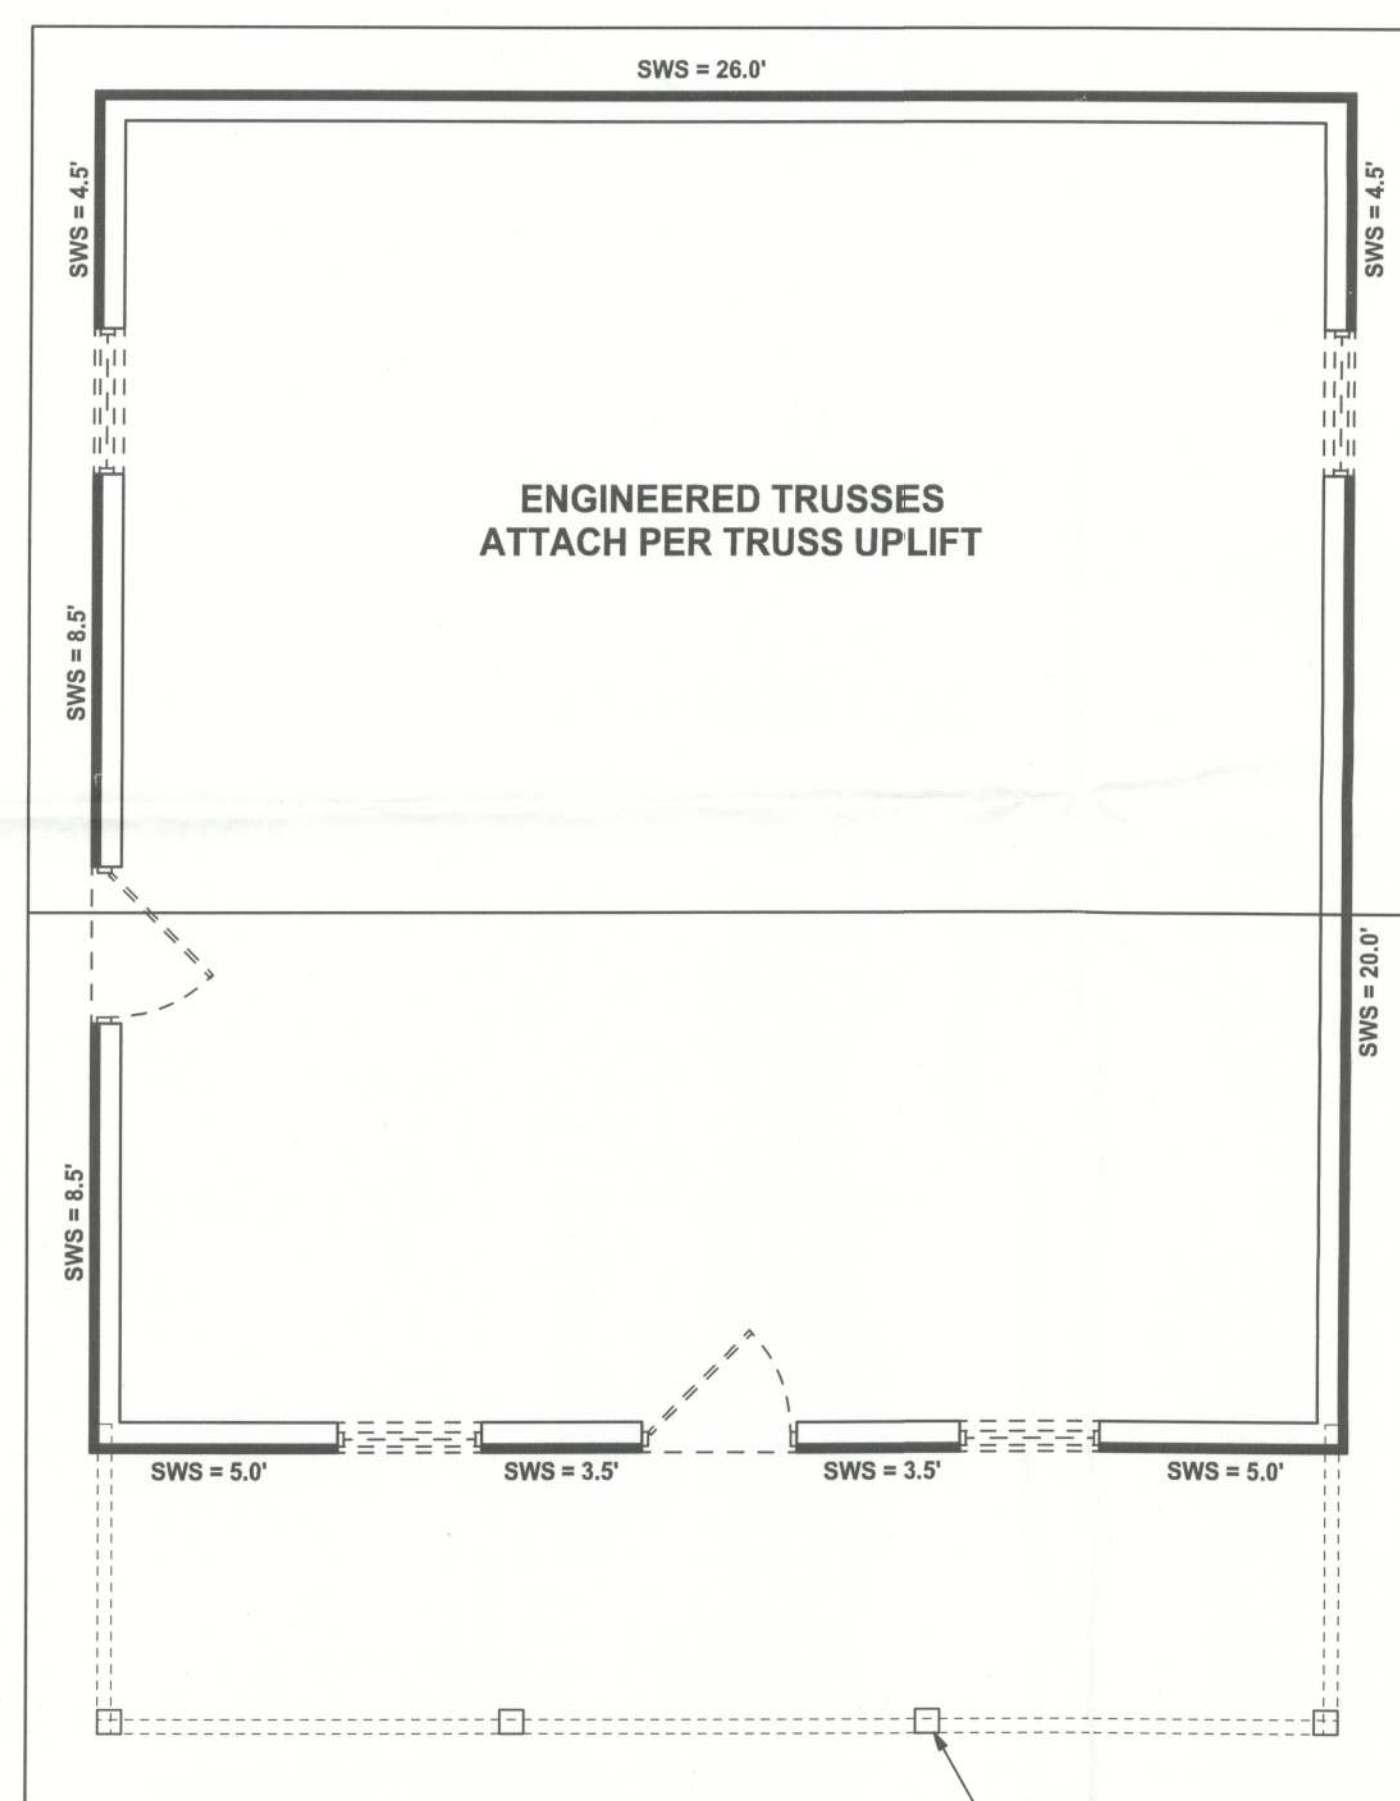 SWS = 26.0'
SWS = 4.5'
SWS = 4.5'
ENGINEERED TRUSSES
ATTACH PER TRUSS UPLIFT
SWS = 8.5'
SWS = 20.0'
SWS = 8.5'
SWS = 5.0'
SWS = 3.5'
SWS = 3.5'
SWS = 5.0'